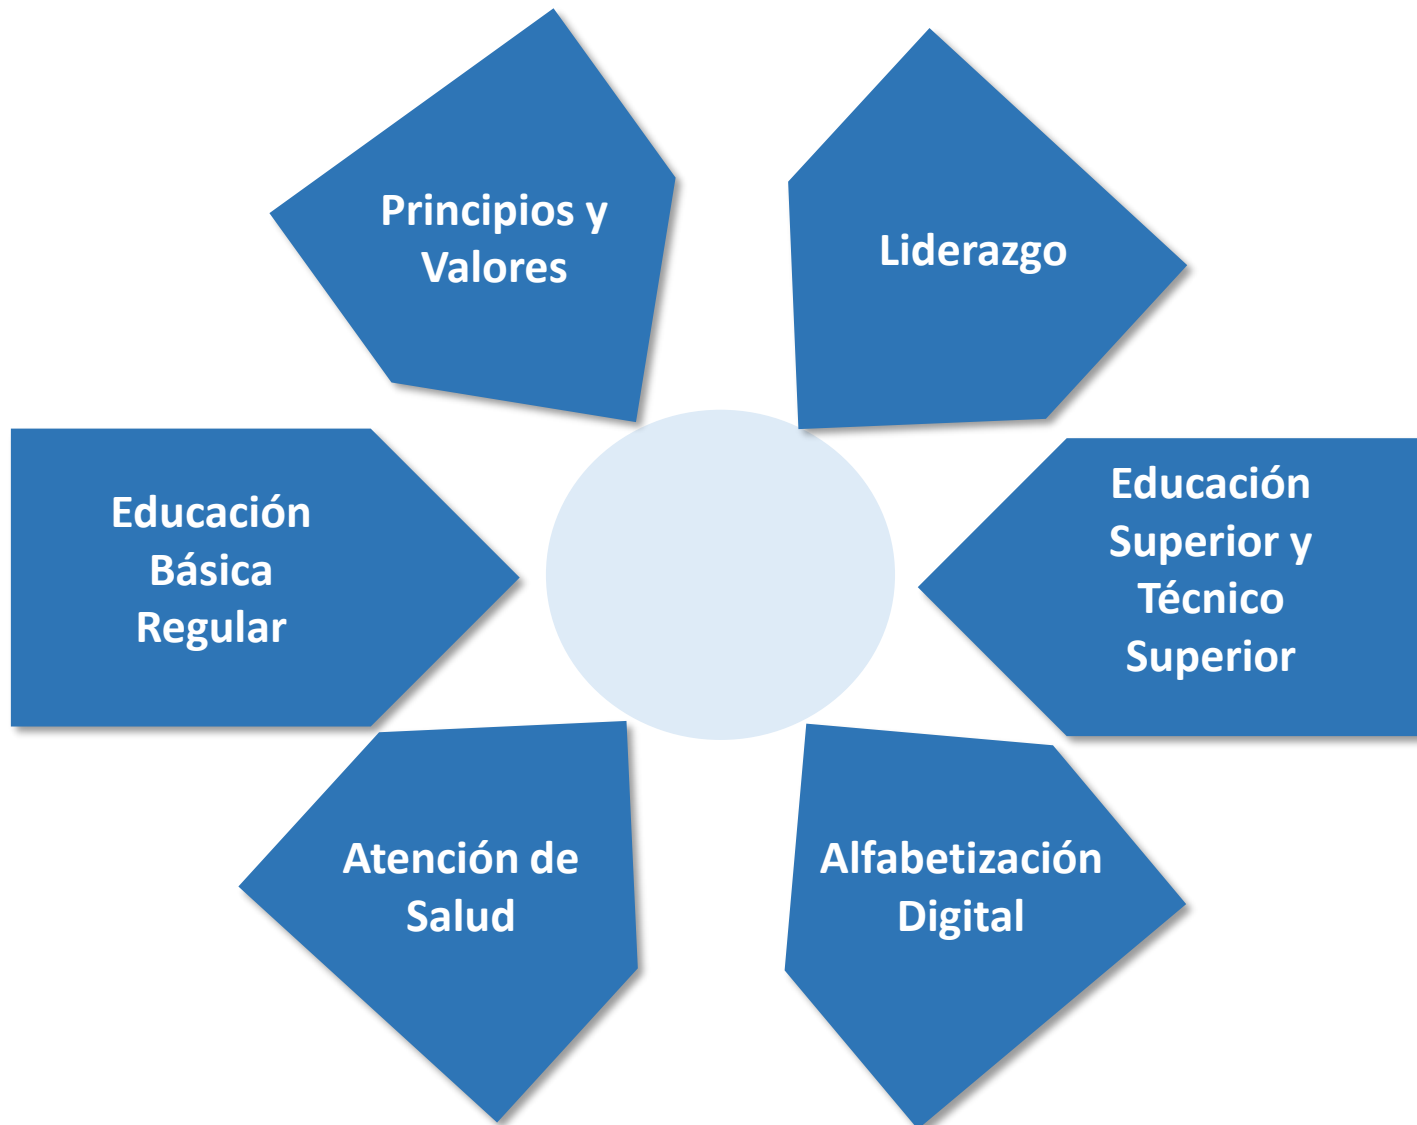 Principios y
Valores
Liderazgo
Educación
Básica
Regular
Educación
Superior y
Técnico
Superior
Atención de
Salud
Alfabetización
Digital